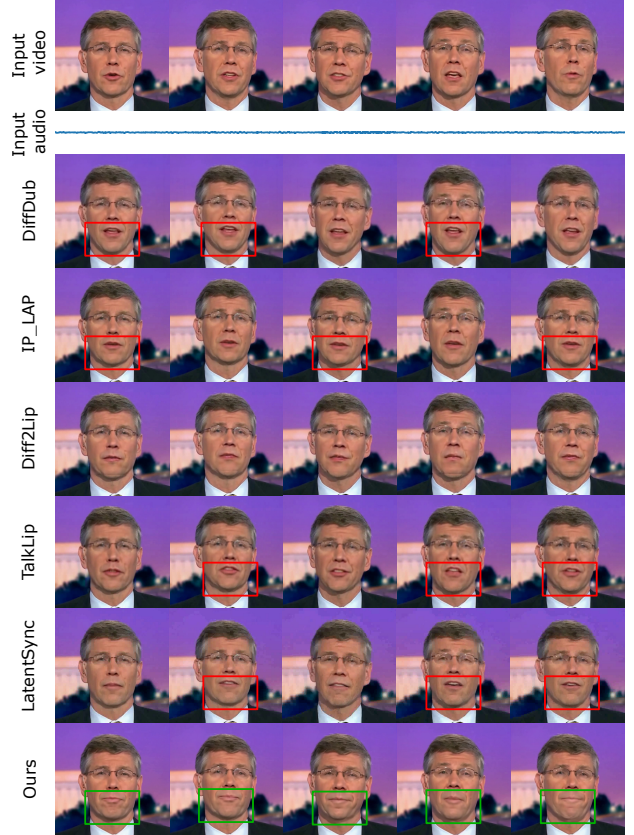 Input
video
Input
audio
DiffDub
IP_LAP
Diff2Lip
TalkLip
LatentSync
Ours